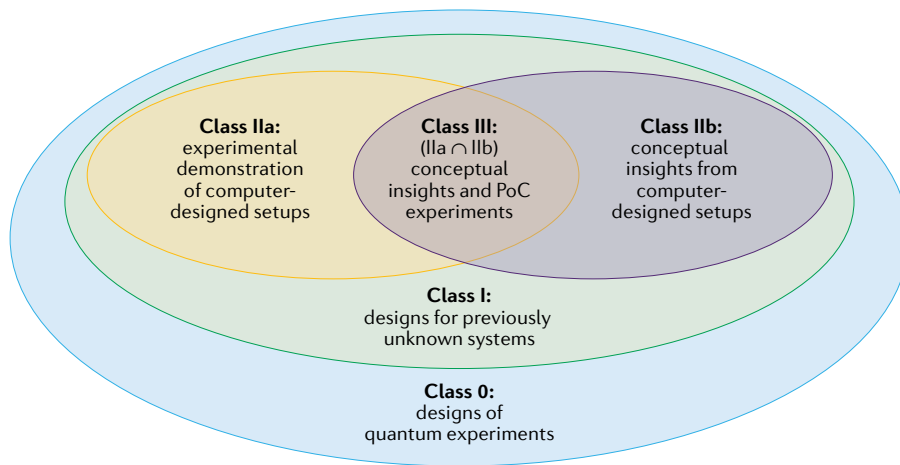 Class IIa:
experimental
demonstration
of computer-
designed setups
Class III:
(IIa ∩ IIb)
conceptual
insights and PoC
experiments
Class IIb:
conceptual
insights from
computer-
designed setups
Class I:
designs for previously
unknown systems
Class 0:
designs of
quantum experiments